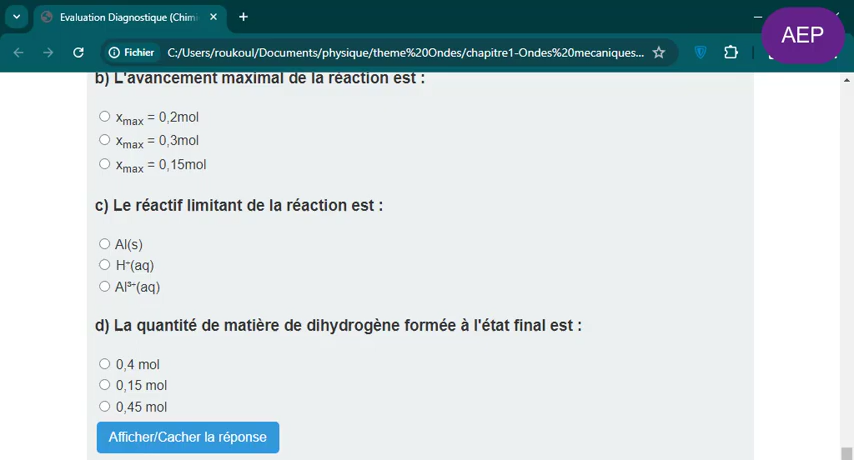 Evaluation Diagnostique (Chimi
AEP
Fichier
C:/Users/roukoul/Documents/physique/theme%20Ondes/chapitre1-Ondes%20mecaniques...
b) L'avancement maximal de la réaction est :
xmax = 0,2mol
xmax = 0,3mol
xmax = 0,15mol
c) Le réactif limitant de la réaction est :
Al(s)
H⁺(aq)
Al³⁺(aq)
d) La quantité de matière de dihydrogène formée à l'état final est :
0,4 mol
0,15 mol
0,45 mol
Afficher/Cacher la réponse